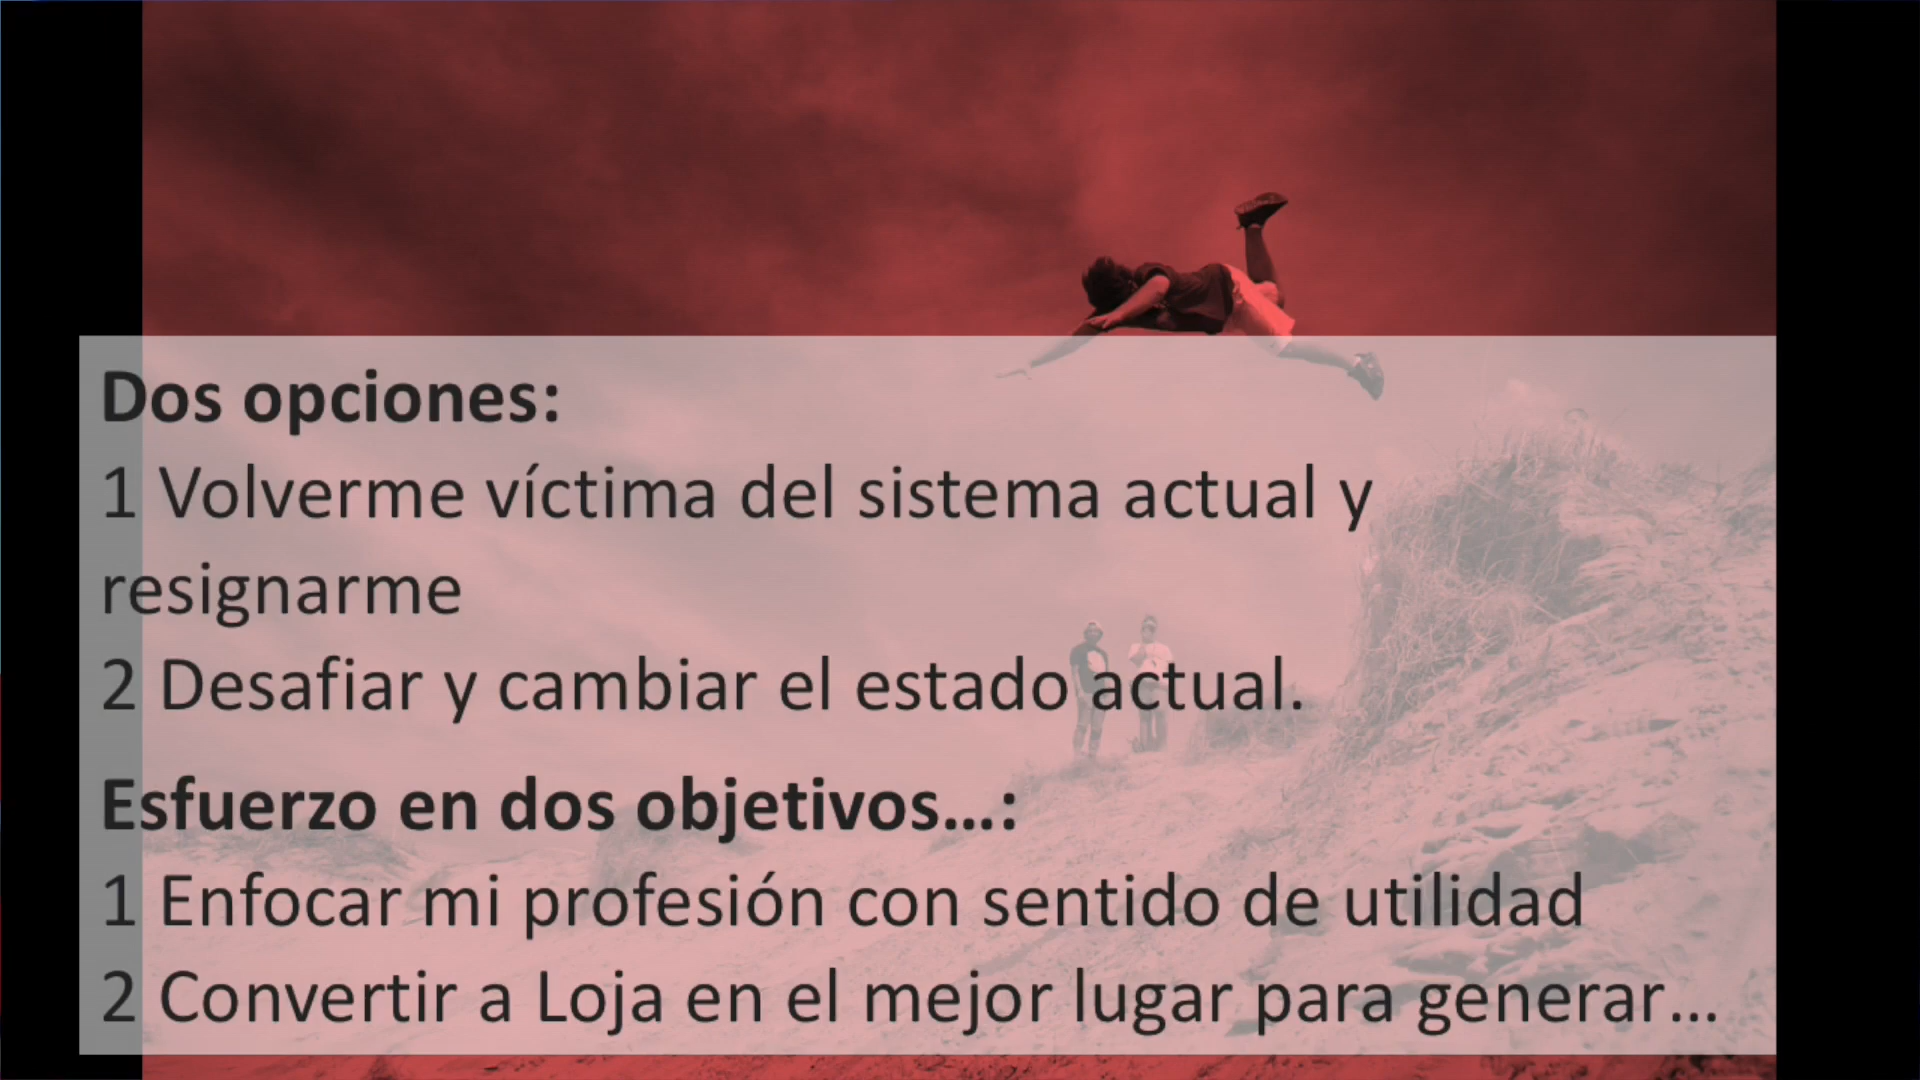 Dos opciones:
1 Volverme víctima del sistema actual y
resignarme
2 Desafiar y cambiar el estado actual.
Esfuerzo en dos objetivos...:
1 Enfocar mi profesión con sentido de utilidad
2 Convertir a Loja en el mejor lugar para generar...